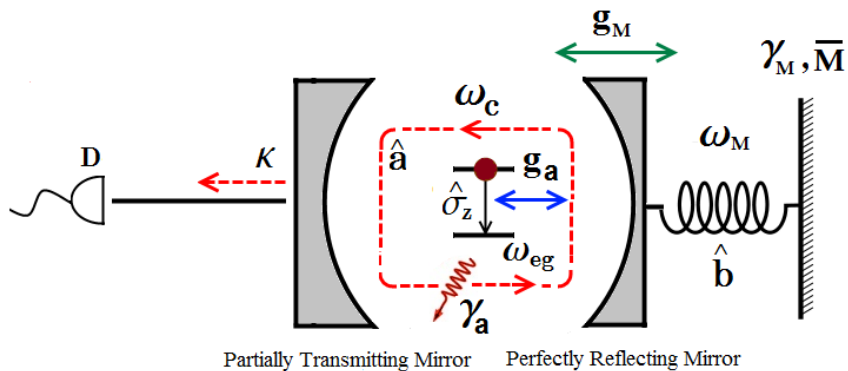 g_M
γ_M , M̅
ω_c
â
g_a
ω_M
D
κ
σ̂_z
ω_eg
b̂
γ_a
Partially Transmitting Mirror
Perfectly Reflecting Mirror